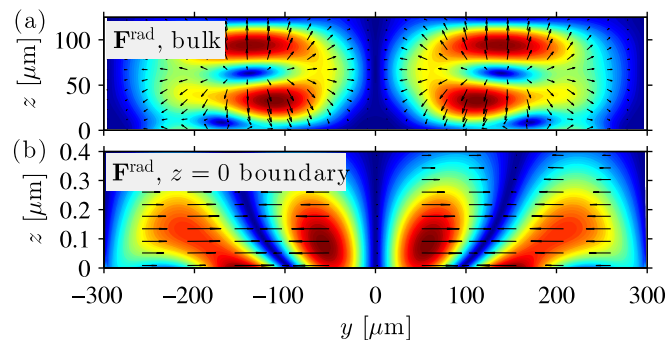 (a)
F^rad, bulk
z [μm]
100
50
0
(b)
F^rad, z = 0 boundary
z [μm]
0.4
0.3
0.2
0.1
0
−300 −200 −100 0 100 200 300
y [μm]